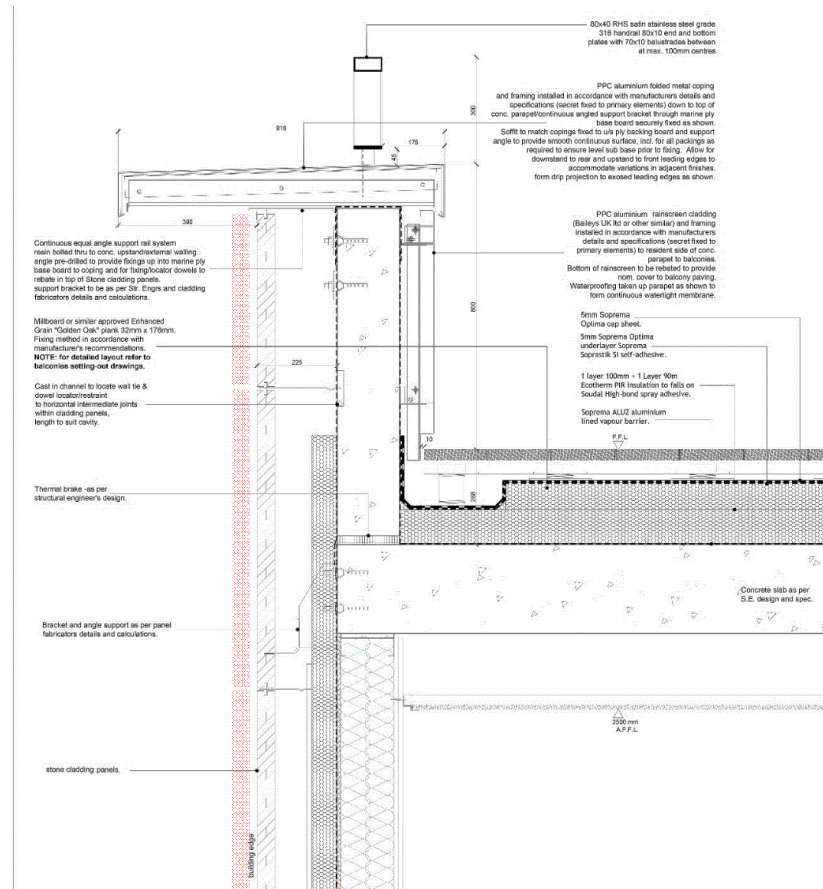 80x40 RHS satin stainless steel grade
316 handrail 80x10 end and bottom
plates with 70x10 balustrades between
at max. 100mm centres
PPC aluminium folded metal coping
and framing installed in accordance with manufacturers details and
specifications (secret fixed to primary elements) down to top of
conc. parapet/continuous angled support bracket through marine ply
base board securely fixed as shown.
Soffit to match copings fixed to u/s ply backing board and support
angle to provide smooth continuous surface, incl. for all packings as
required to ensure level sub base prior to fixing. Allow for
downstand to rear and upstand to front leading edges to
accommodate variations in adjacent finishes.
form drip projection to exposed leading edges as shown.
300
916
175
45
380
PPC aluminium rainscreen cladding
(Baileys UK ltd or other similar) and framing
installed in accordance with manufacturers
details and specifications (secret fixed to
primary elements) to resident side of conc.
parapet to balconies.
Bottom of rainscreen to be rebated to provide
nom. cover to balcony paving.
Waterproofing taken up parapet as shown to
form continuous watertight membrane.
Continuous equal angle support rail system
resin bolted thru to conc. upstand/external walling.
angle pre-drilled to provide fixings up into marine ply
base board to coping and for fixing/locator dowels to
rebate in top of Stone cladding panels.
support bracket to be as per Str. Engrs and cladding
fabricators details and calculations.
800
Millboard or similar approved Enhanced
Grain "Golden Oak" plank 32mm x 176mm.
Fixing method in accordance with
manufacturer's recommendations.
NOTE: for detailed layout refer to
balconies setting-out drawings.
5mm Soprema
Optima cap sheet.
5mm Soprema Optima
underlayer Soprema
Soprastik SI self-adhesive.
225
Cast in channel to locate wall tie &
dowel locator/restraint
to horizontal intermediate joints
within cladding panels,
length to suit cavity.
1 layer 100mm + 1 Layer 90m
Ecotherm PIR insulation to falls on
Soudal High-bond spray adhesive.
Soprema ALU2 aluminium
lined vapour barrier.
10
F.F.L.
Thermal brake -as per
structural engineer's design.
268
Concrete slab as per
S.E. design and spec.
Bracket and angle support as per panel
fabricators details and calculations.
2500 mm
A.F.F.L.
stone cladding panels.
building edge